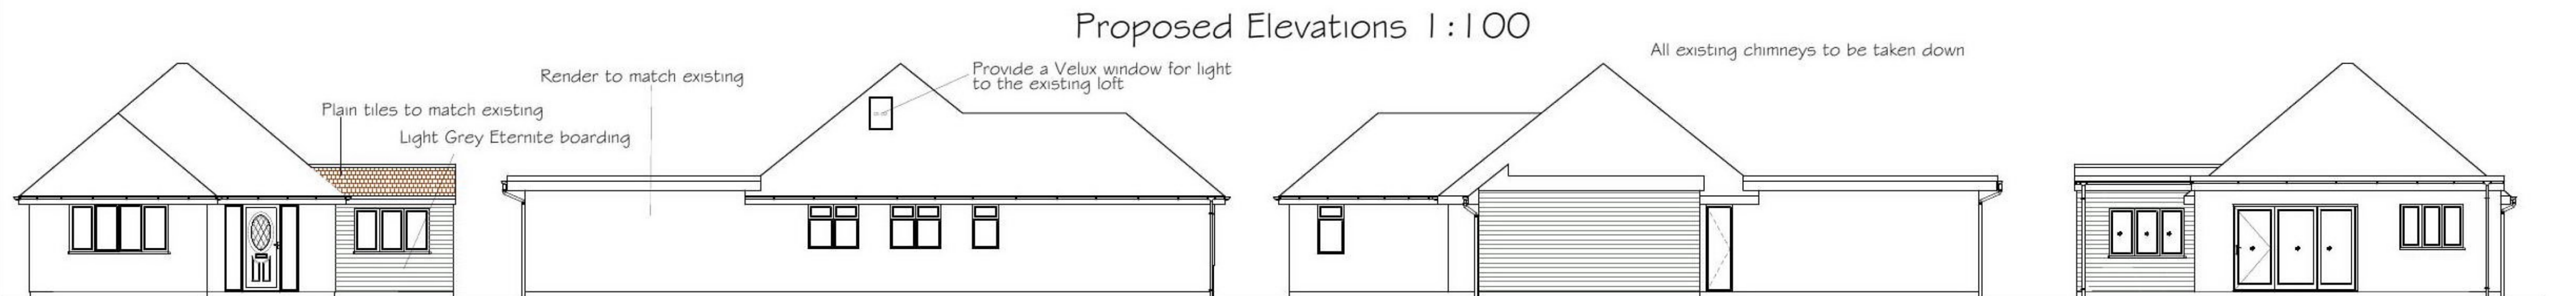 Proposed Elevations 1:100
All existing chimneys to be taken down
Render to match existing
Provide a Velux window for light
to the existing loft
Plain tiles to match existing
Light Grey Eternite boarding